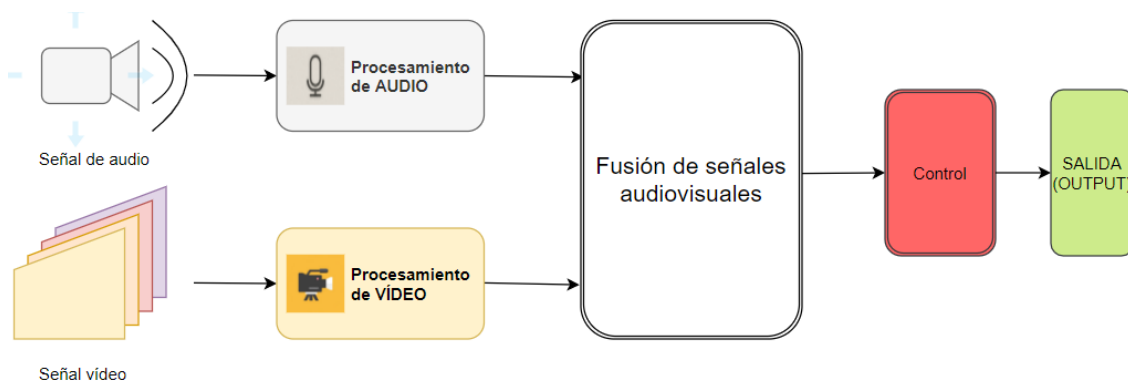 Procesamiento
de AUDIO
Señal de audio
Fusión de señales
audiovisuales
Control
SALIDA
(OUTPUT)
Procesamiento
de VÍDEO
Señal vídeo